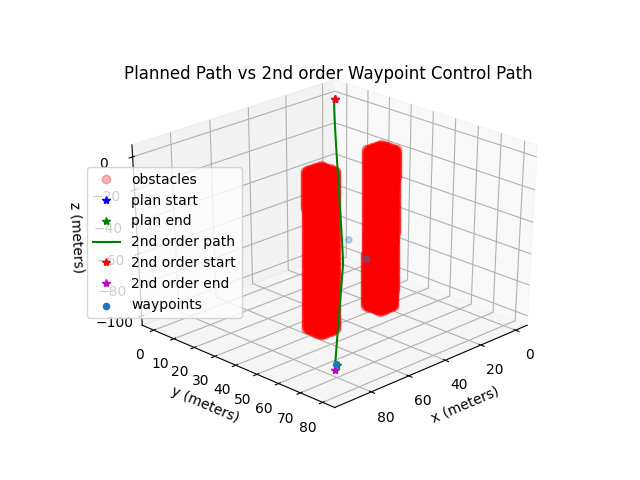 Planned Path vs 2nd order Waypoint Control Path
obstacles
plan start
plan end
2nd order path
2nd order start
2nd order end
waypoints
z (meters)
0
−20
−40
−60
−80
−100
0
10
20
30
40
50
60
70
80
y (meters)
80
60
40
20
0
x (meters)